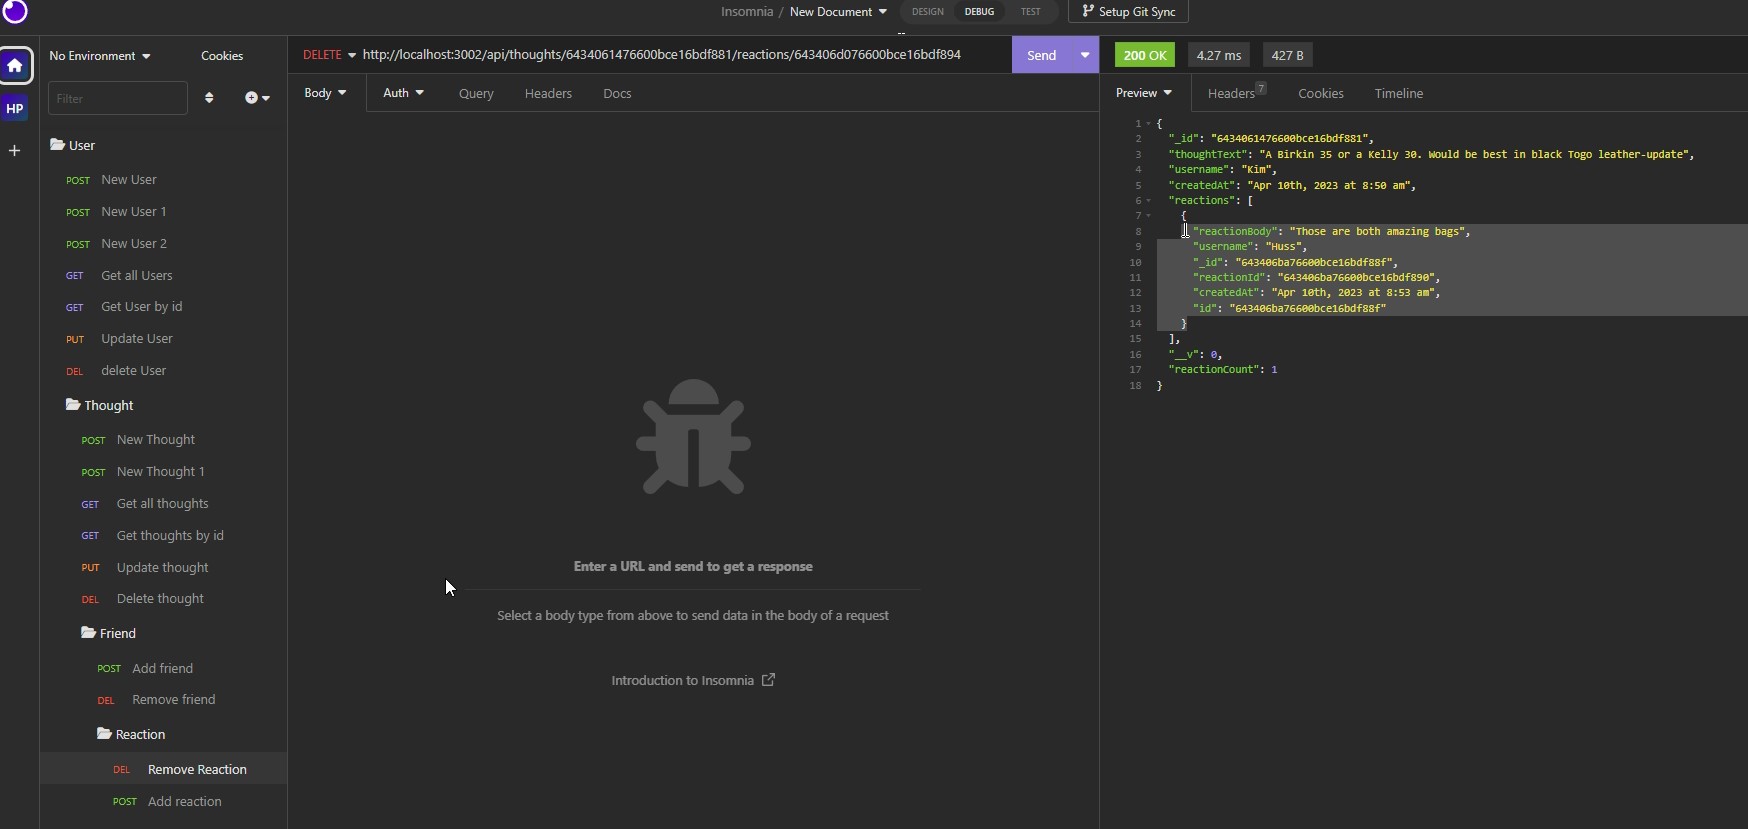 Insomnia / New Document
DESIGN
DEBUG
TEST
Setup Git Sync
No Environment
Cookies
DELETE
http://localhost:3002/api/thoughts/6434061476600bce16bdf881/reactions/643406d076600bce16bdf894
Send
200 OK
4.27 ms
427 B
HP
Filter
Body
Auth
Query
Headers
Docs
Preview
Headers 7
Cookies
Timeline
User
POST New User
POST New User 1
POST New User 2
GET Get all Users
GET Get User by id
PUT Update User
DEL delete User
Thought
POST New Thought
POST New Thought 1
GET Get all thoughts
GET Get thoughts by id
PUT Update thought
DEL Delete thought
Friend
POST Add friend
DEL Remove friend
Reaction
DEL Remove Reaction
POST Add reaction
Enter a URL and send to get a response
Select a body type from above to send data in the body of a request
Introduction to Insomnia
1 {
2 "_id": "6434061476600bce16bdf881",
3 "thoughtText": "A Birkin 35 or a Kelly 30. Would be best in black Togo leather-update",
4 "username": "Kim",
5 "createdAt": "Apr 10th, 2023 at 8:50 am",
6 "reactions": [
7 {
8 "reactionBody": "Those are both amazing bags",
9 "username": "Huss",
10 "_id": "643406ba76600bce16bdf88f",
11 "reactionId": "643406ba76600bce16bdf890",
12 "createdAt": "Apr 10th, 2023 at 8:53 am",
13 "id": "643406ba76600bce16bdf88f"
14 }
15 ],
16 "__v": 0,
17 "reactionCount": 1
18 }